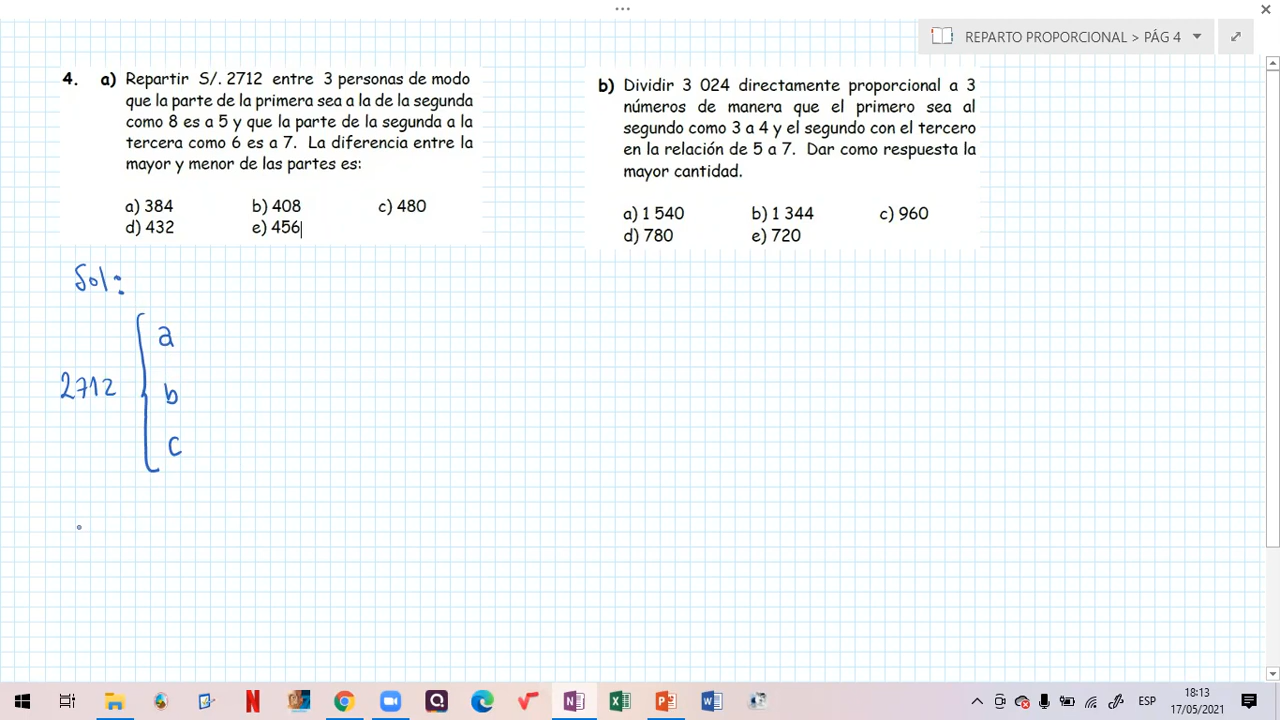 REPARTO PROPORCIONAL > PÁG 4
4. a) Repartir S/. 2712 entre 3 personas de modo
que la parte de la primera sea a la de la segunda
como 8 es a 5 y que la parte de la segunda a la
tercera como 6 es a 7. La diferencia entre la
mayor y menor de las partes es:
a) 384 b) 408 c) 480
d) 432 e) 456
b) Dividir 3 024 directamente proporcional a 3
números de manera que el primero sea al
segundo como 3 a 4 y el segundo con el tercero
en la relación de 5 a 7. Dar como respuesta la
mayor cantidad.
a) 1 540 b) 1 344 c) 960
d) 780 e) 720
Sol:
a
2712 b
c
ESP
3:13
17/05/2021